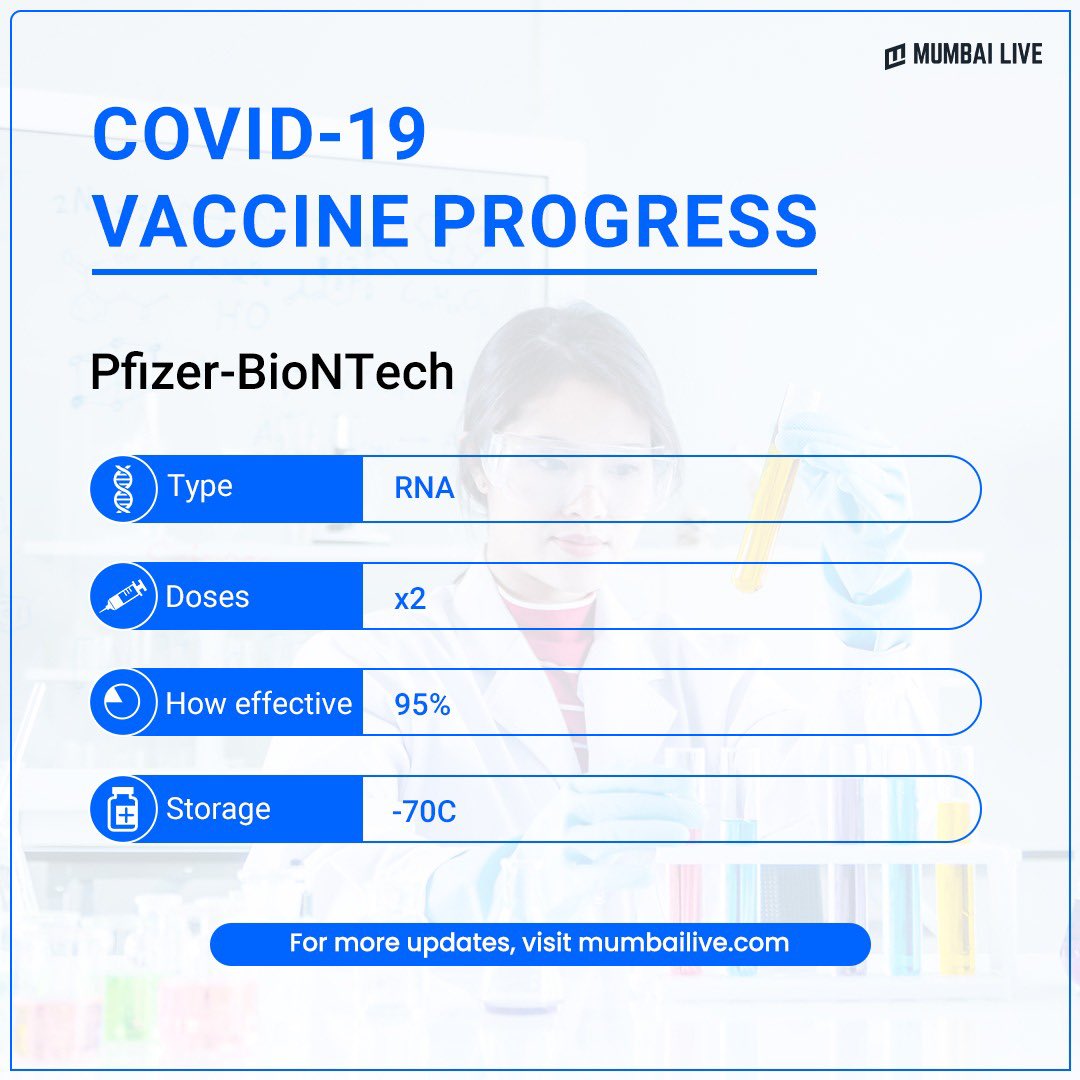 MUMBAI LIVE
COVID-19
VACCINE PROGRESS
Pfizer-BioNTech
Type RNA
Doses x2
How effective 95%
Storage -70C
For more updates, visit mumbailive.com